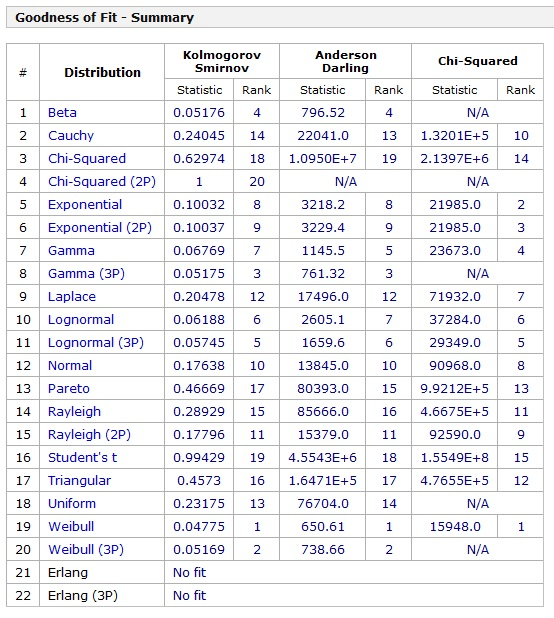 Goodness of Fit - Summary
# Distribution Kolmogorov Smirnov Anderson Darling Chi-Squared
Statistic Rank Statistic Rank Statistic Rank
1 Beta 0.05176 4 796.52 4 N/A
2 Cauchy 0.24045 14 22041.0 13 1.3201E+5 10
3 Chi-Squared 0.62974 18 1.0950E+7 19 2.1397E+6 14
4 Chi-Squared (2P) 1 20 N/A N/A
5 Exponential 0.10032 8 3218.2 8 21985.0 2
6 Exponential (2P) 0.10037 9 3229.4 9 21985.0 3
7 Gamma 0.06769 7 1145.5 5 23673.0 4
8 Gamma (3P) 0.05175 3 761.32 3 N/A
9 Laplace 0.20478 12 17496.0 12 71932.0 7
10 Lognormal 0.06188 6 2605.1 7 37284.0 6
11 Lognormal (3P) 0.05745 5 1659.6 6 29349.0 5
12 Normal 0.17638 10 13845.0 10 90968.0 8
13 Pareto 0.46669 17 80393.0 15 9.9212E+5 13
14 Rayleigh 0.28929 15 85666.0 16 4.6675E+5 11
15 Rayleigh (2P) 0.17796 11 15379.0 11 92590.0 9
16 Student's t 0.99429 19 4.5543E+6 18 1.5549E+8 15
17 Triangular 0.4573 16 1.6471E+5 17 4.7655E+5 12
18 Uniform 0.23175 13 76704.0 14 N/A
19 Weibull 0.04775 1 650.61 1 15948.0 1
20 Weibull (3P) 0.05169 2 738.66 2 N/A
21 Erlang No fit
22 Erlang (3P) No fit